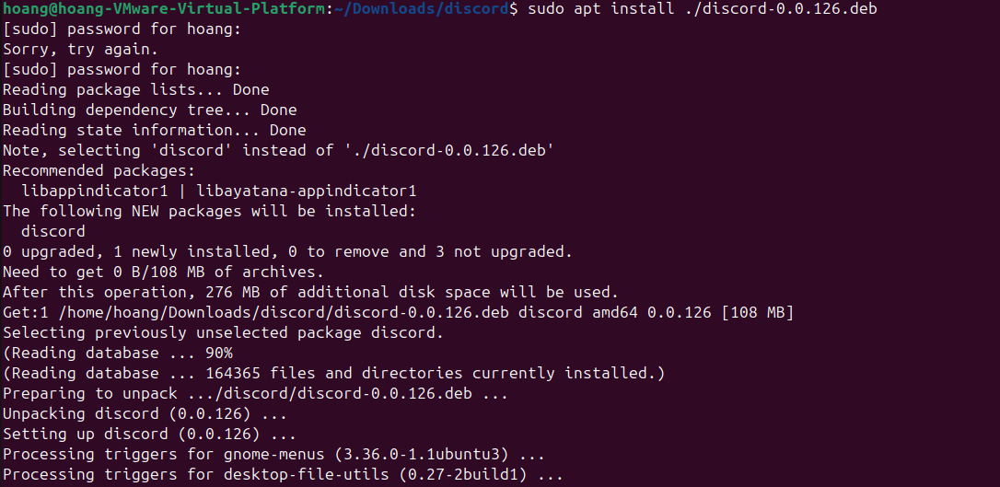 hoang@hoang-VMware-Virtual-Platform:~/Downloads/discord$ sudo apt install ./discord-0.0.126.deb
[sudo] password for hoang:
Sorry, try again.
[sudo] password for hoang:
Reading package lists... Done
Building dependency tree... Done
Reading state information... Done
Note, selecting 'discord' instead of './discord-0.0.126.deb'
Recommended packages:
  libappindicator1 | libayatana-appindicator1
The following NEW packages will be installed:
  discord
0 upgraded, 1 newly installed, 0 to remove and 3 not upgraded.
Need to get 0 B/108 MB of archives.
After this operation, 276 MB of additional disk space will be used.
Get:1 /home/hoang/Downloads/discord/discord-0.0.126.deb discord amd64 0.0.126 [108 MB]
Selecting previously unselected package discord.
(Reading database ... 90%
(Reading database ... 164365 files and directories currently installed.)
Preparing to unpack .../discord/discord-0.0.126.deb ...
Unpacking discord (0.0.126) ...
Setting up discord (0.0.126) ...
Processing triggers for gnome-menus (3.36.0-1.1ubuntu3) ...
Processing triggers for desktop-file-utils (0.27-2build1) ...